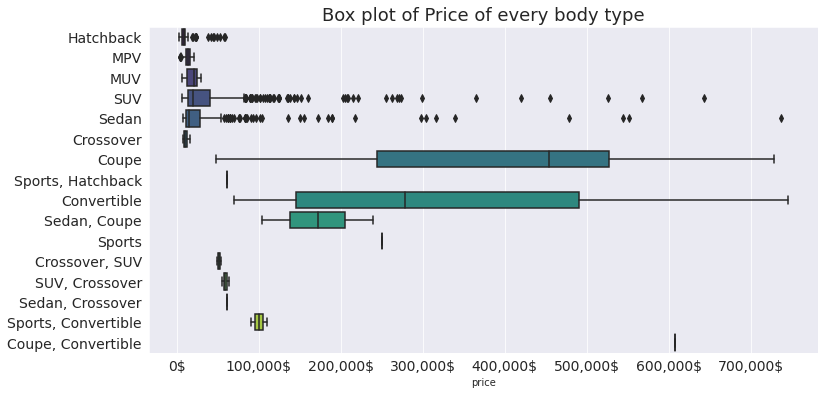 Box plot of Price of every body type
Hatchback
MPV
MUV
SUV
Sedan
Crossover
Coupe
Sports, Hatchback
Convertible
Sedan, Coupe
Sports
Crossover, SUV
SUV, Crossover
Sedan, Crossover
Sports, Convertible
Coupe, Convertible
0$ 100,000$ 200,000$ 300,000$ 400,000$ 500,000$ 600,000$ 700,000$
price